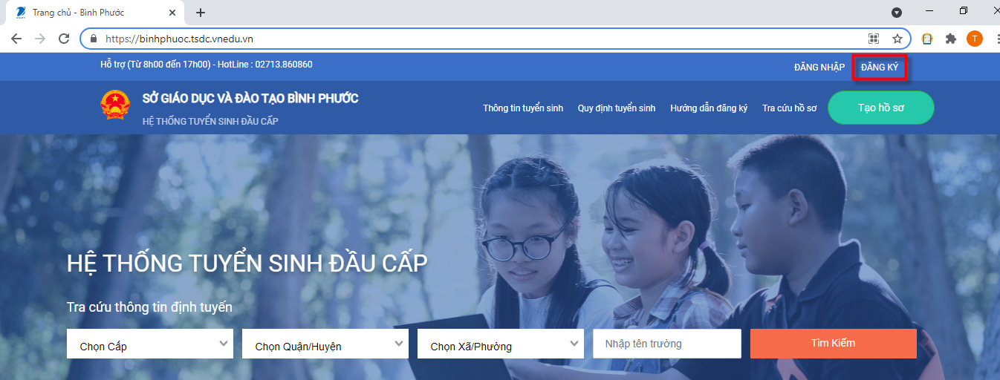 Trang chủ - Bình Phước
https://binhphuoc.tsdc.vnedu.vn
T
Hỗ trợ (Từ 8h00 đến 17h00) - HotLine : 02713.860860
ĐĂNG NHẬP ĐĂNG KÝ
SỞ GIÁO DỤC VÀ ĐÀO TẠO BÌNH PHƯỚC
HỆ THỐNG TUYỂN SINH ĐẦU CẤP
Thông tin tuyển sinh Quy định tuyển sinh Hướng dẫn đăng ký Tra cứu hồ sơ Tạo hồ sơ
HỆ THỐNG TUYỂN SINH ĐẦU CẤP
Tra cứu thông tin định tuyến
Chọn Cấp Chọn Quận/Huyện Chọn Xã/Phường Nhập tên trường Tìm Kiếm